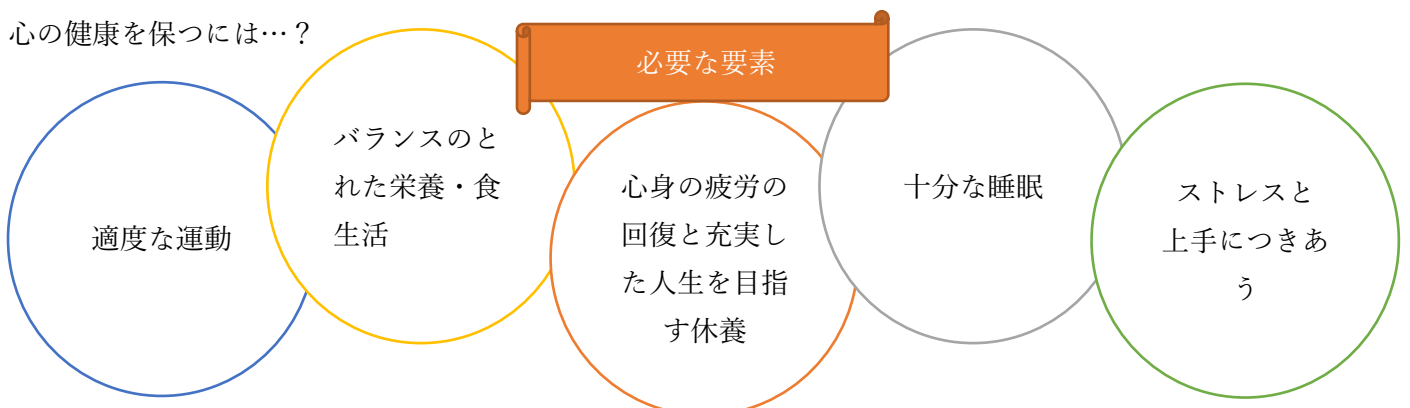 心の健康を保つには…？
必要な要素
適度な運動
バランスのと
れた栄養・食
生活
心身の疲労の
回復と充実し
た人生を目指
す休養
十分な睡眠
ストレスと
上手につきあ
う